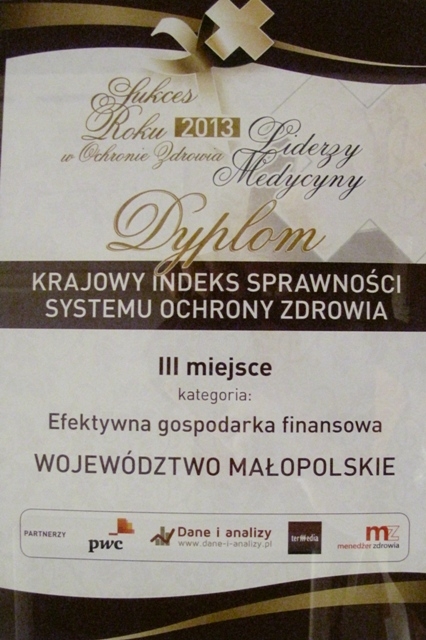 Sukces
Roku 2013
w Ochronie Zdrowia
Liderzy
Medycyny
Dyplom
KRAJOWY INDEKS SPRAWNOŚCI
SYSTEMU OCHRONY ZDROWIA
III miejsce
kategoria:
Efektywna gospodarka finansowa
WOJEWÓDZTWO MAŁOPOLSKIE
PARTNERZY
pwc
Dane i analizy
www.dane-i-analizy.pl
termedia
mz
menedżer zdrowia